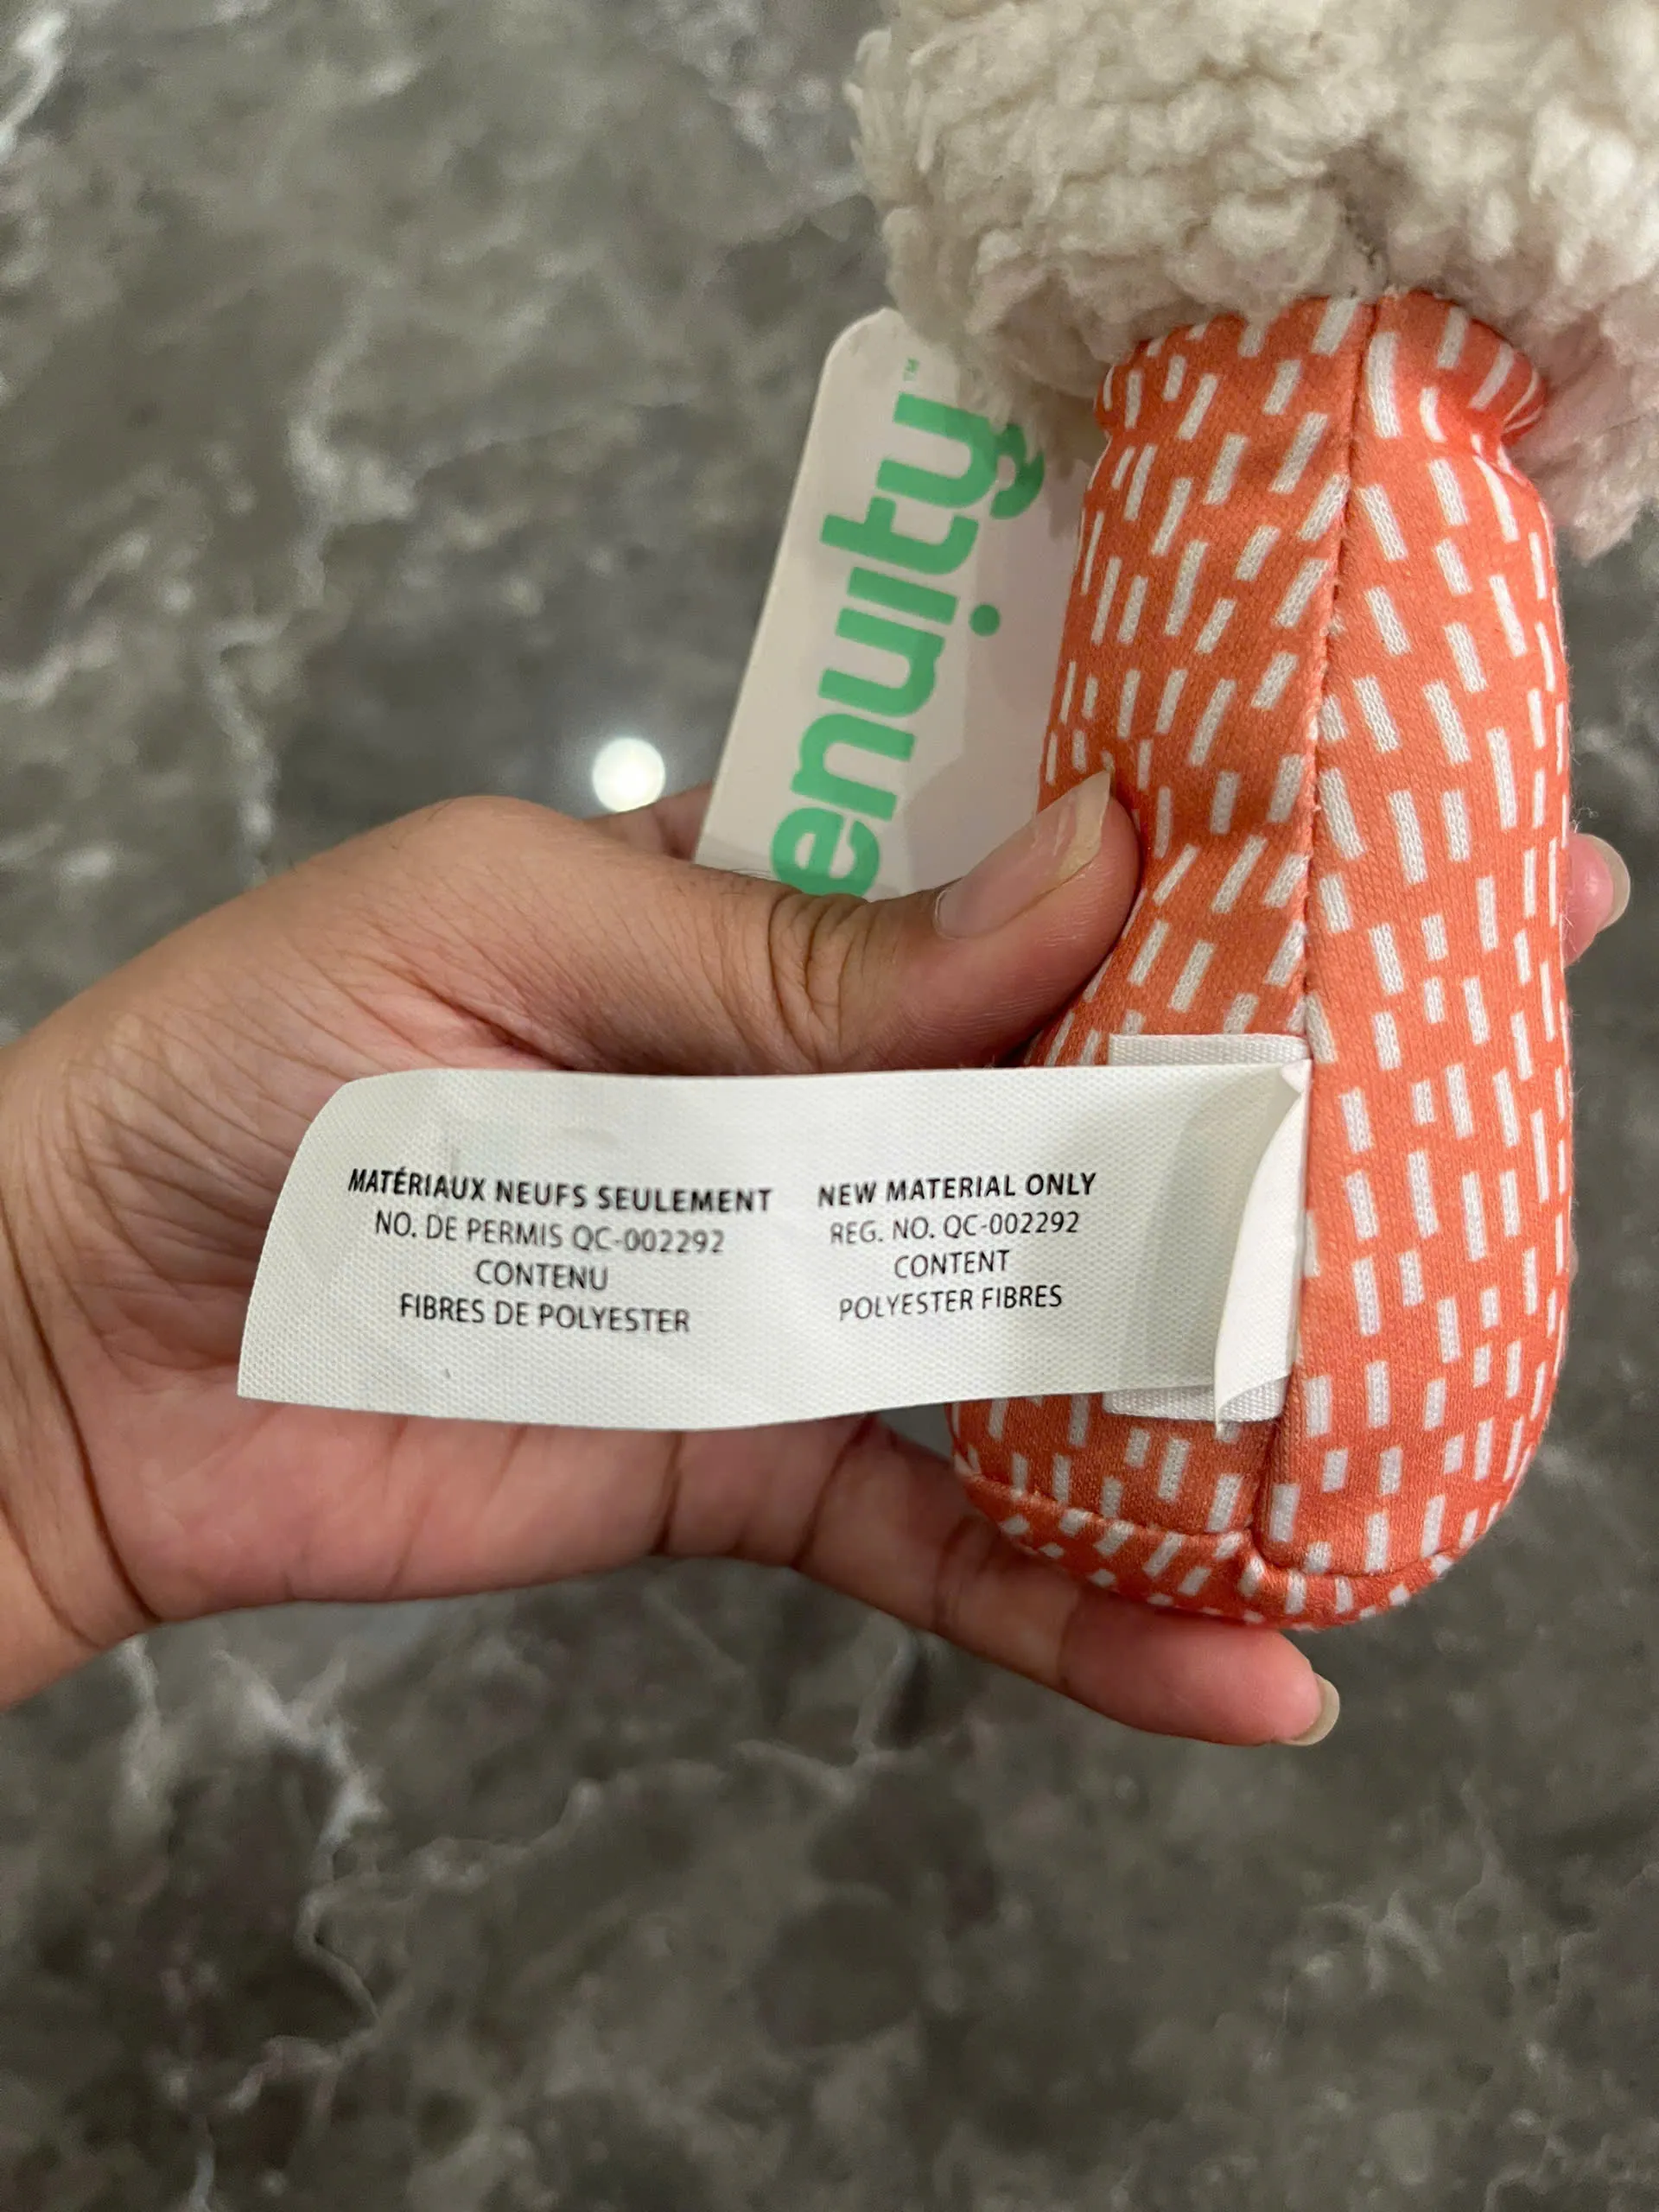 enuity™
MATÉRIAUX NEUFS SEULEMENT
NO. DE PERMIS QC-002292
CONTENU
FIBRES DE POLYESTER
NEW MATERIAL ONLY
REG. NO. QC-002292
CONTENT
POLYESTER FIBRES